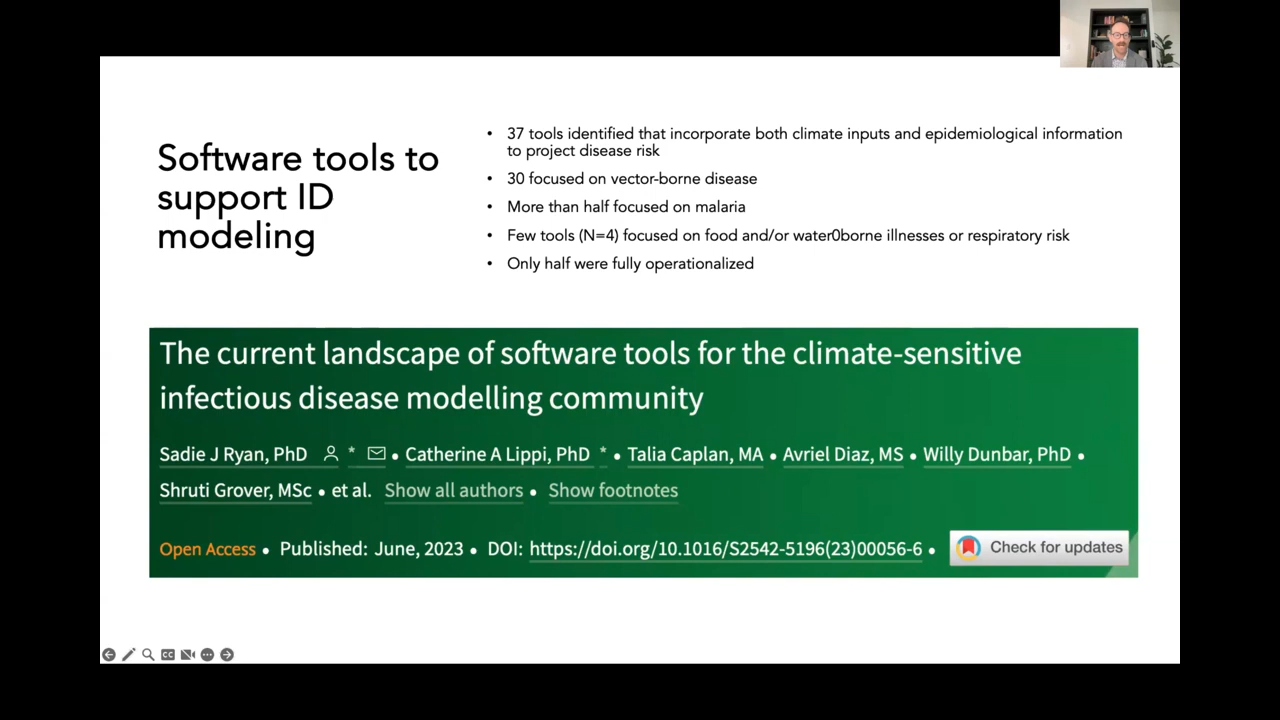 Software tools to
support ID
modeling
• 37 tools identified that incorporate both climate inputs and epidemiological information
to project disease risk
• 30 focused on vector-borne disease
• More than half focused on malaria
• Few tools (N=4) focused on food and/or water0borne illnesses or respiratory risk
• Only half were fully operationalized
The current landscape of software tools for the climate-sensitive
infectious disease modelling community
Sadie J Ryan, PhD * • Catherine A Lippi, PhD * • Talia Caplan, MA • Avriel Diaz, MS • Willy Dunbar, PhD •
Shruti Grover, MSc • et al. Show all authors • Show footnotes
Open Access • Published: June, 2023 • DOI: https://doi.org/10.1016/S2542-5196(23)00056-6 •
Check for updates
CC